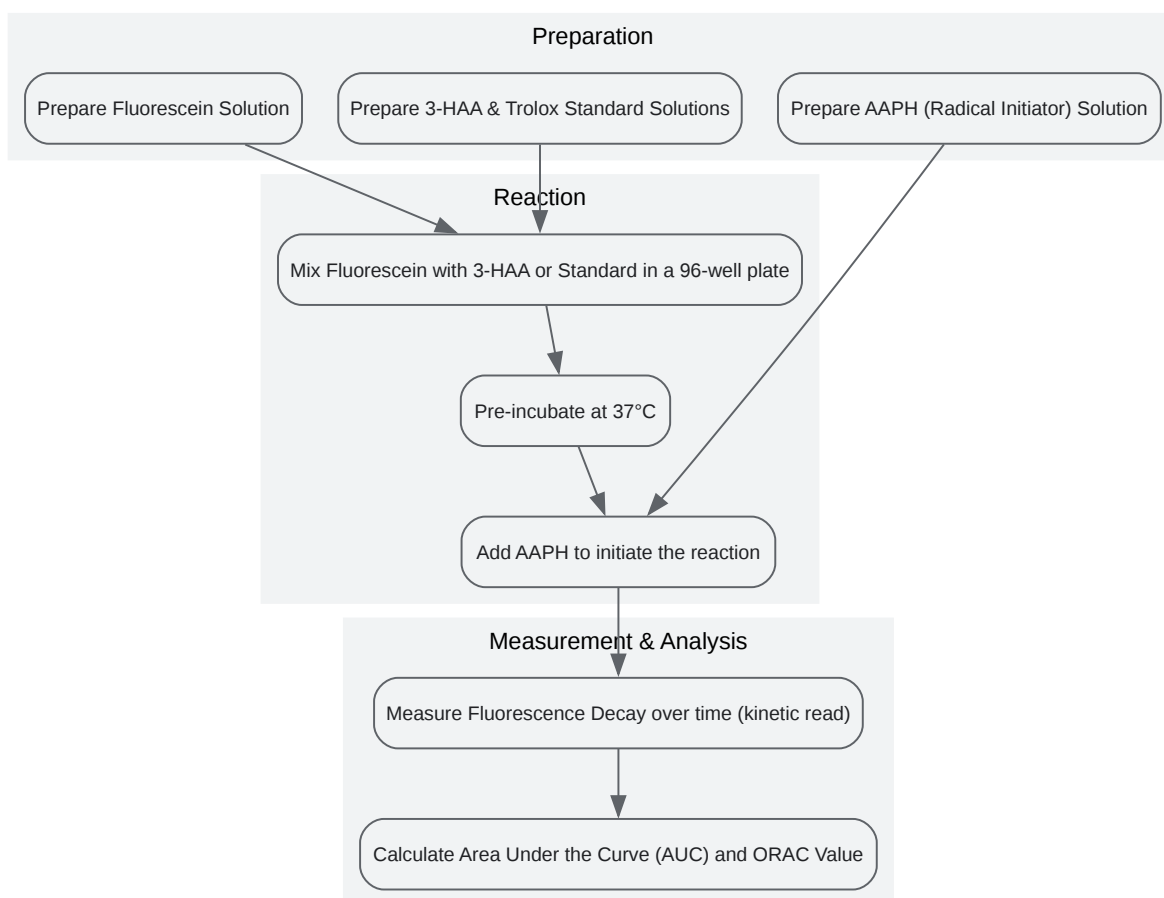 Preparation
Prepare Fluorescein Solution
Prepare 3-HAA & Trolox Standard Solutions
Prepare AAPH (Radical Initiator) Solution
Reaction
Mix Fluorescein with 3-HAA or Standard in a 96-well plate
Pre-incubate at 37°C
Add AAPH to initiate the reaction
Measurement & Analysis
Measure Fluorescence Decay over time (kinetic read)
Calculate Area Under the Curve (AUC) and ORAC Value